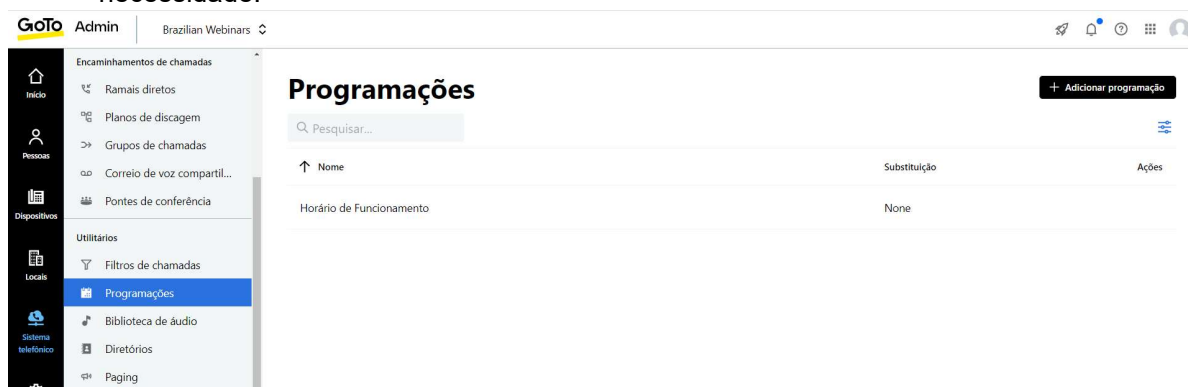 necessidade.
GoTo Admin Brazilian Webinars
Início
Pessoas
Dispositivos
Locais
Sistema
telefônico
Encaminhamentos de chamadas
Ramais diretos
Planos de discagem
Grupos de chamadas
Correio de voz compartil...
Pontes de conferência
Utilitários
Filtros de chamadas
Programações
Biblioteca de áudio
Diretórios
Paging
Programações
+ Adicionar programação
Pesquisar...
Nome Substituição Ações
Horário de Funcionamento None